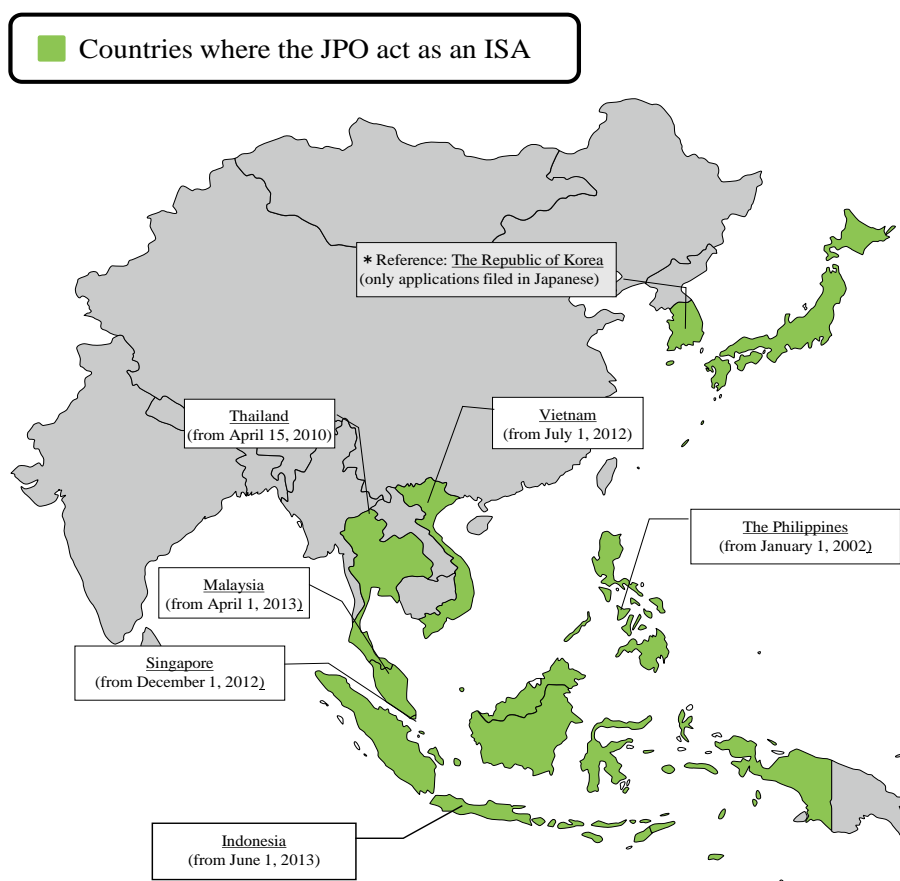 Countries where the JPO act as an ISA
* Reference: The Republic of Korea
(only applications filed in Japanese)
Thailand
(from April 15, 2010)
Vietnam
(from July 1, 2012)
The Philippines
(from January 1, 2002)
Malaysia
(from April 1, 2013)
Singapore
(from December 1, 2012)
Indonesia
(from June 1, 2013)